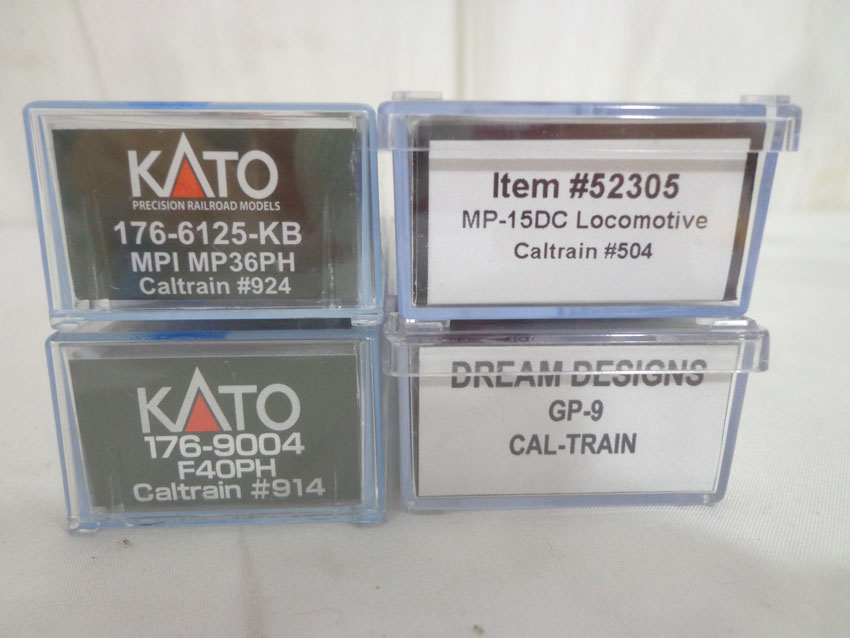 KATO
PRECISION RAILROAD MODELS
176-6125-KB
MPI MP36PH
Caltrain #924
Item #52305
MP-15DC Locomotive
Caltrain #504
KATO
176-9004
F40PH
Caltrain #914
DREAM DESIGNS
GP-9
CAL-TRAIN